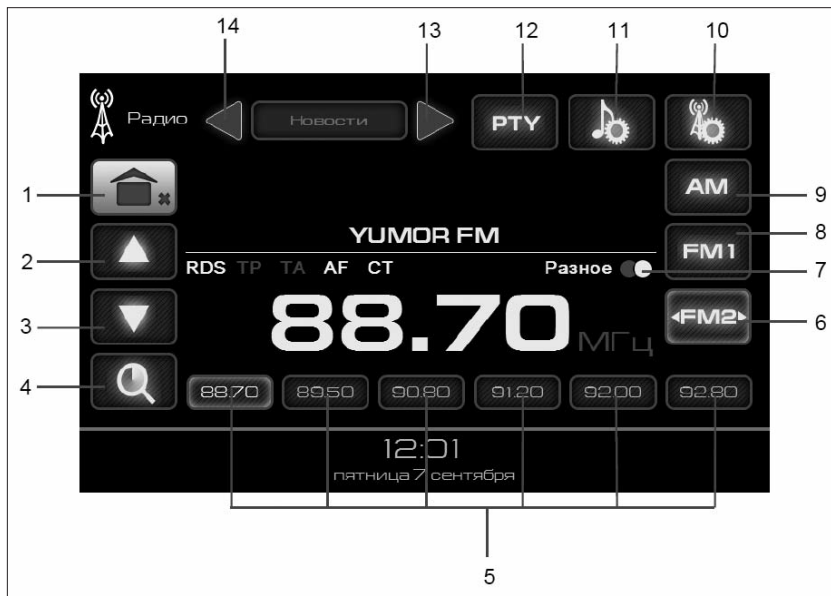 14 13 12 11 10
Радио Новости PTY
1 AM 9
YUMOR FM 8
2 FM1
RDS TP TA AF CT Разное 7
3 88.70 МГц FM2 6
4 88.70 89.50 90.80 91.20 92.00 92.80
12:01
пятница 7 сентября
5